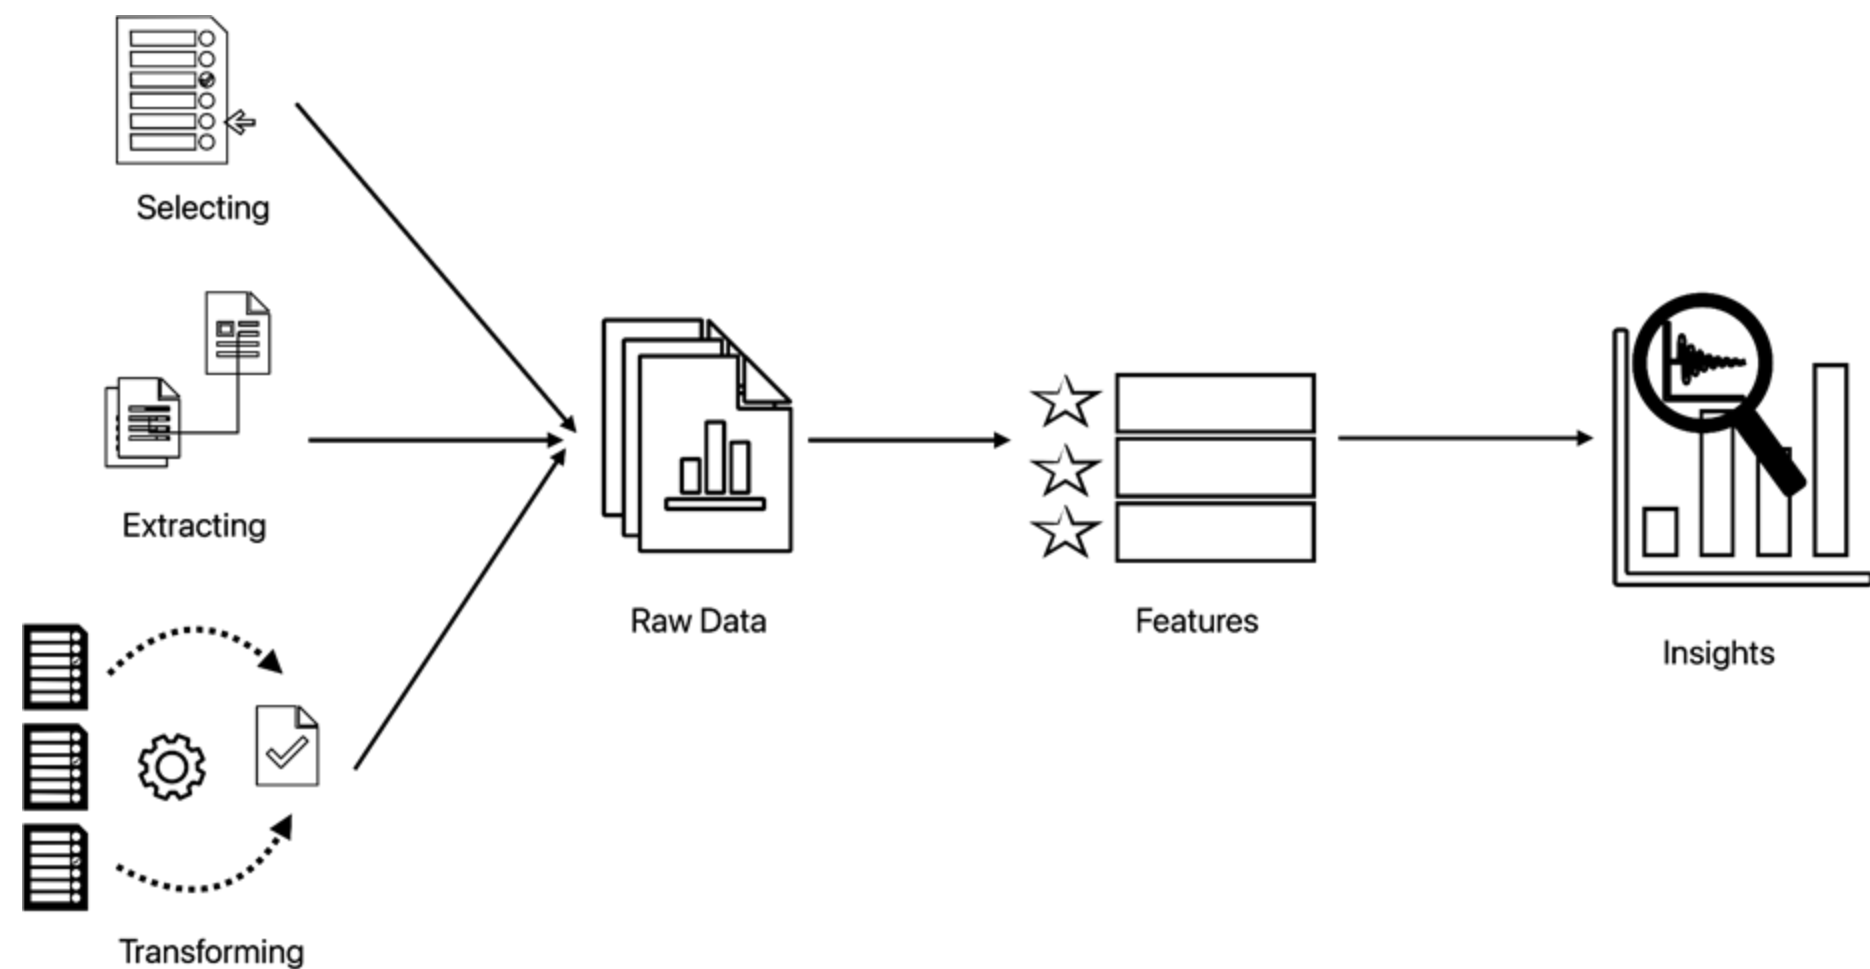 Selecting
Extracting
Transforming
Raw Data
Features
Insights